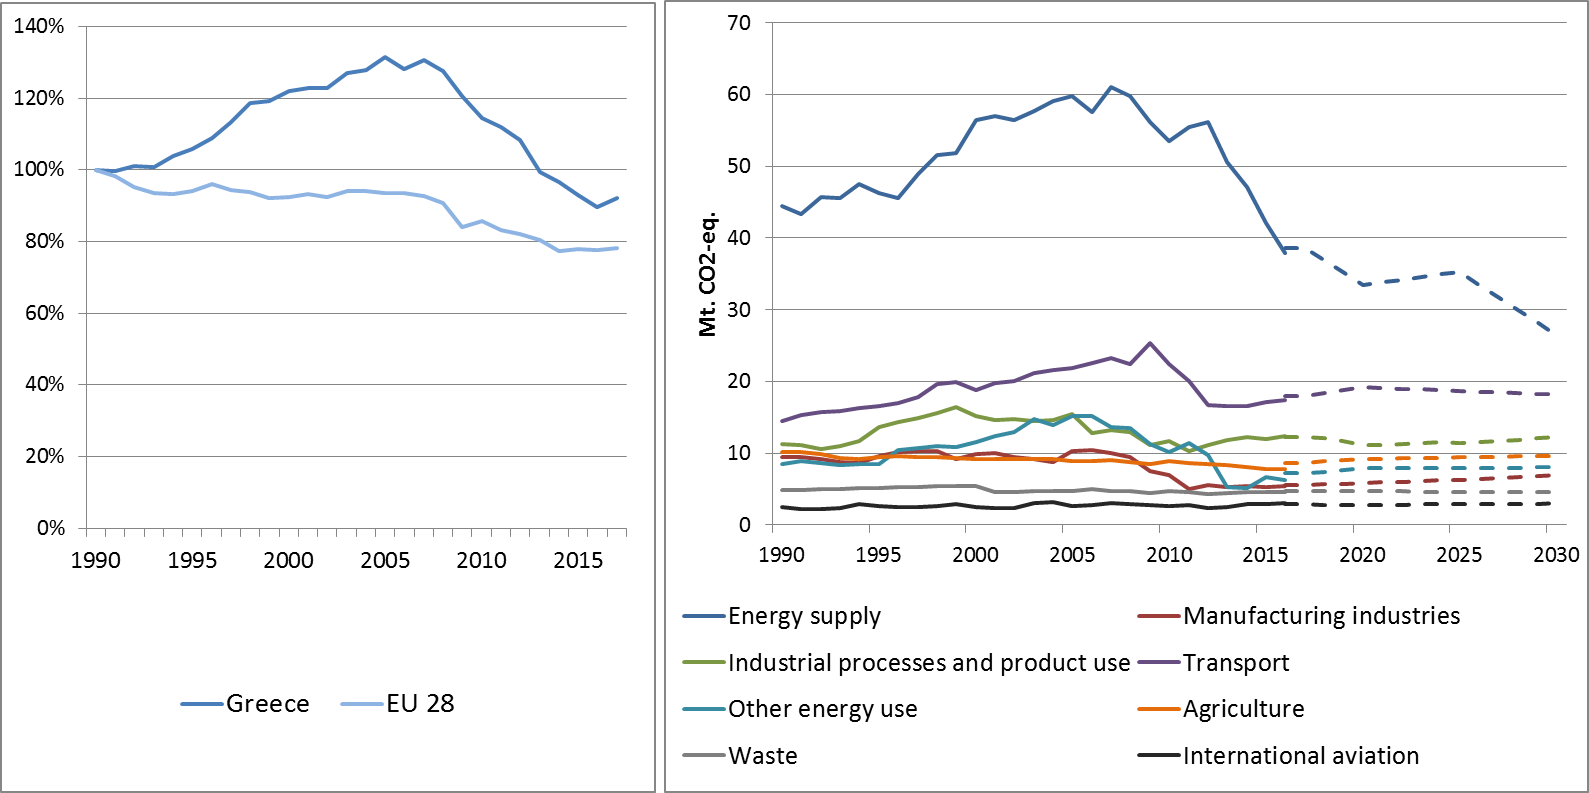 140%
120%
100%
80%
60%
40%
20%
0%
1990 1995 2000 2005 2010 2015
Greece EU 28
Mt. CO2-eq.
70
60
50
40
30
20
10
0
1990 1995 2000 2005 2010 2015 2020 2025 2030
Energy supply Manufacturing industries
Industrial processes and product use Transport
Other energy use Agriculture
Waste International aviation